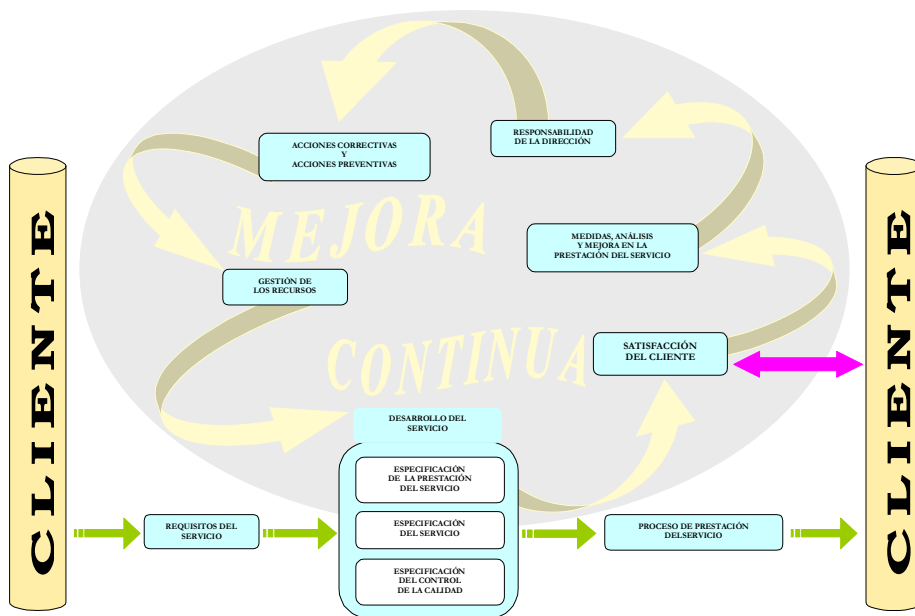 RESPONSABILIDAD
DE LA DIRECCIÓN
ACCIONES CORRECTIVAS
Y
ACCIONES PREVENTIVAS
MEJORA
MEDIDAS, ANÁLISIS
Y MEJORA EN LA
PRESTACIÓN DEL SERVICIO
GESTIÓN DE
LOS RECURSOS
CONTINUA
SATISFACCIÓN
DEL CLIENTE
CLIENTE
CLIENTE
DESARROLLO DEL
SERVICIO
ESPECIFICACIÓN
DE LA PRESTACIÓN
DEL SERVICIO
REQUISITOS DEL
SERVICIO
ESPECIFICACIÓN
DEL SERVICIO
PROCESO DE PRESTACIÓN
DELSERVICIO
ESPECIFICACIÓN
DEL CONTROL
DE LA CALIDAD